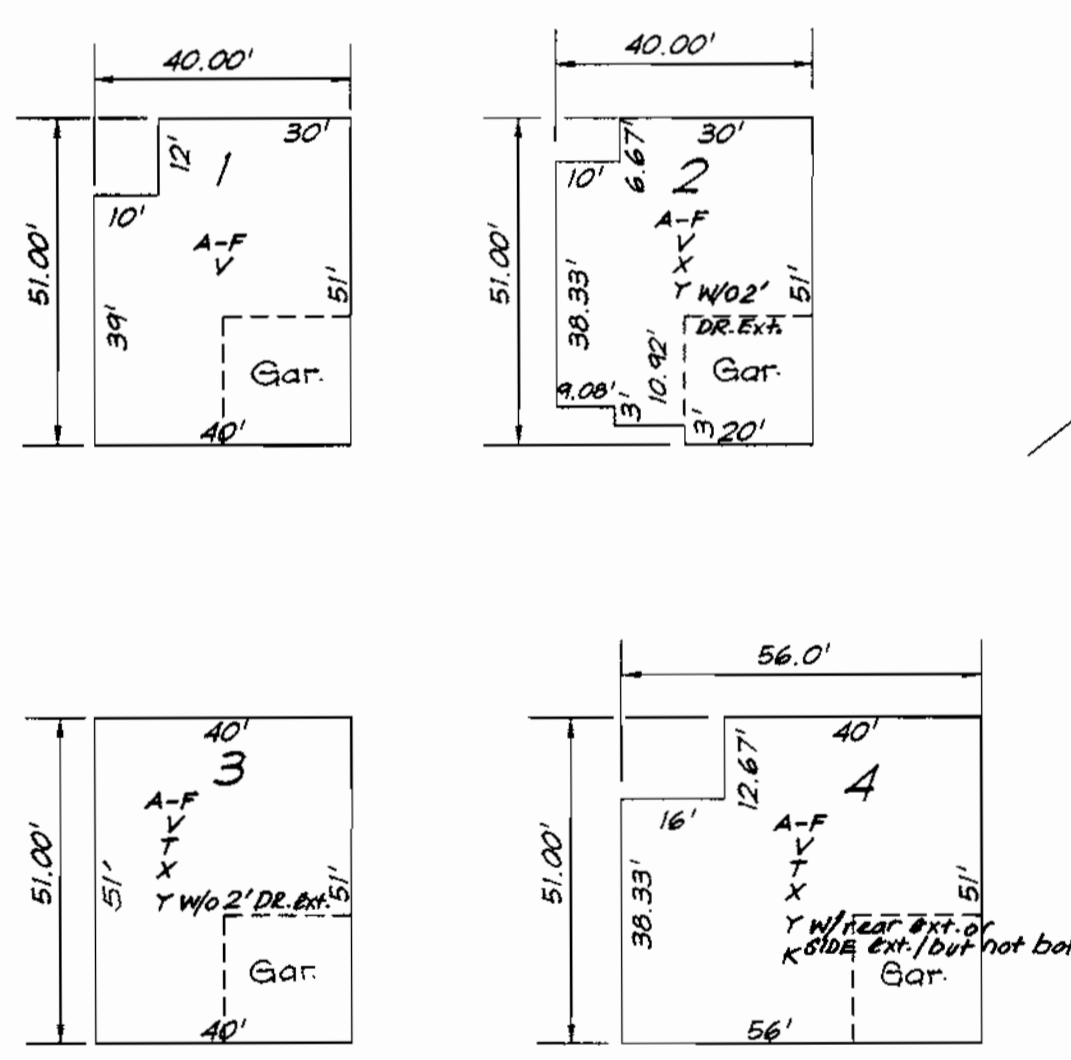 40.00'
30'
12'
1
10'
A-F
V
51.00'
51'
39'
Gar.
40'
40.00'
30'
6.67'
2
10'
A-F
V
X
Y W/O 2'
DR. Ext.
51.00'
51'
38.33'
10.92'
Gar.
9.08'
3'
3'
20'
40'
3
A-F
V
T
X
Y W/O 2' DR. ext.
51.00'
51'
51'
Gar.
40'
56.0'
40'
12.67'
4
16'
A-F
V
T
X
Y W/rear ext. or
K SIDE ext./but not bot
51.00'
51'
38.33'
Gar.
56'